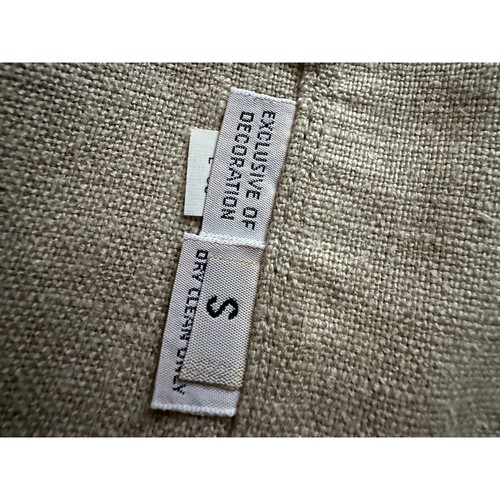 EXCLUSIVE OF
DECORATION
S
DRY CLEAN ONLY